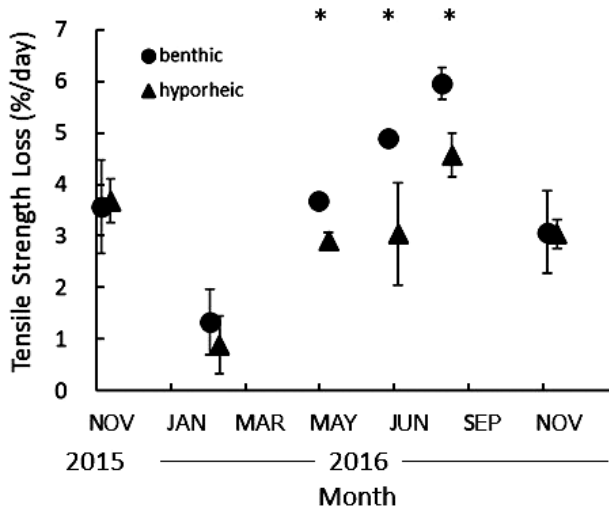 * * *
7
benthic
6
hyporheic
5
4
3
2
1
0
Tensile Strength Loss (%/day)
NOV JAN MAR MAY JUN SEP NOV
2015 2016
Month